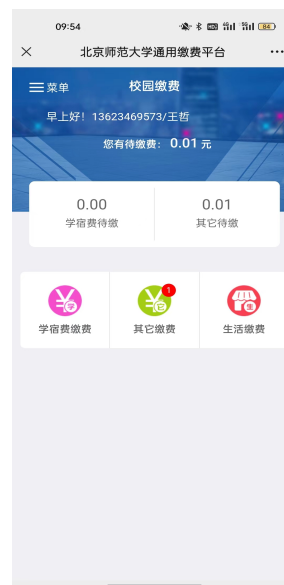 09:54
84
北京师范大学通用缴费平台
菜单
校园缴费
早上好! 13623469573/王哲
您有待缴费: 0.01 元
0.00
0.01
学宿费待缴
其它待缴
学
它
1
生
学宿费缴费
其它缴费
生活缴费